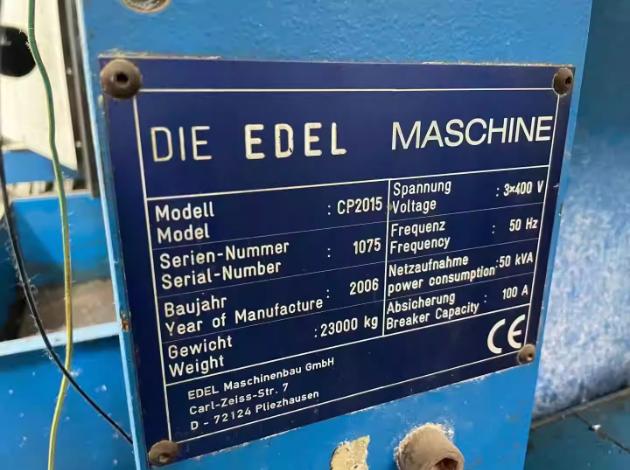 DIE EDEL MASCHINE
Modell
Model : CP2015
Serien-Nummer
Serial-Number : 1075
Baujahr
Year of Manufacture : 2006
Gewicht
Weight : 23000 kg
Spannung
Voltage : 3×400 V
Frequenz
Frequency : 50 Hz
Netzaufnahme
power consumption : 50 kVA
Absicherung
Breaker Capacity : 100 A
EDEL Maschinenbau GmbH
Carl-Zeiss-Str. 7
D - 72124 Pliezhausen
CE